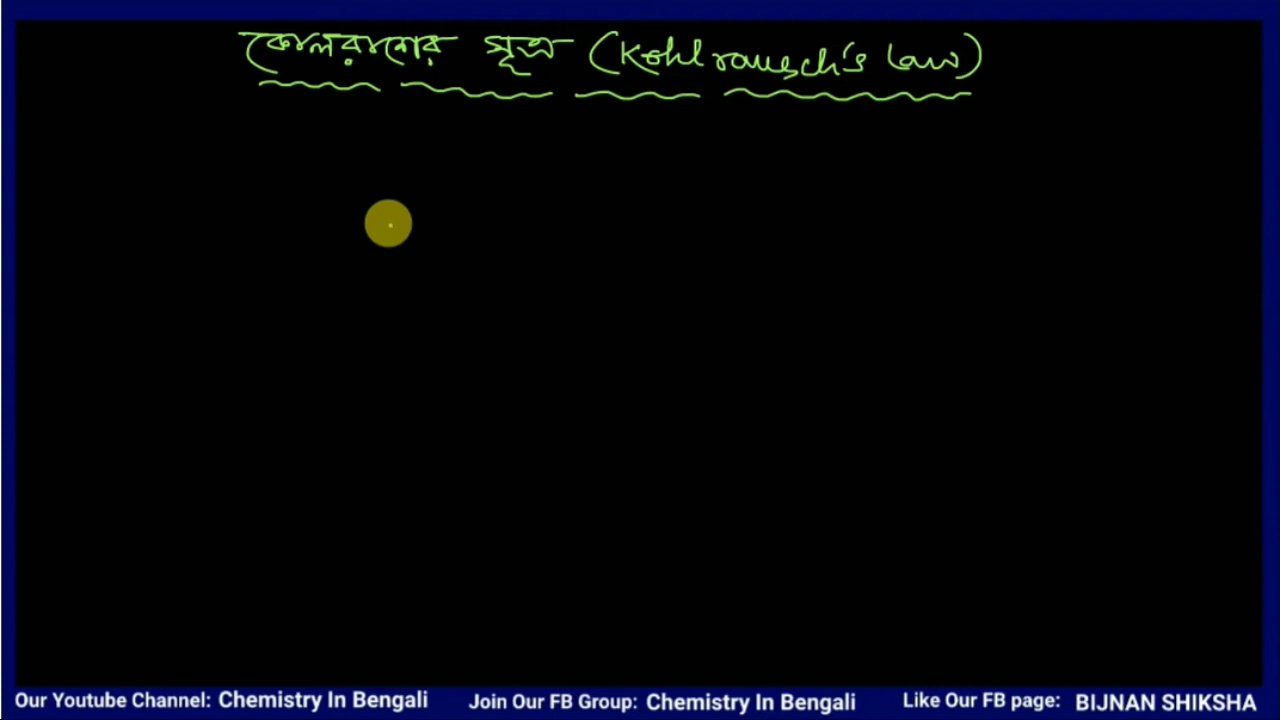 কোলরাশের সূত্র (Kohlrausch's Law)
Our Youtube Channel: Chemistry In Bengali Join Our FB Group: Chemistry In Bengali Like Our FB page: BIJNAN SHIKSHA